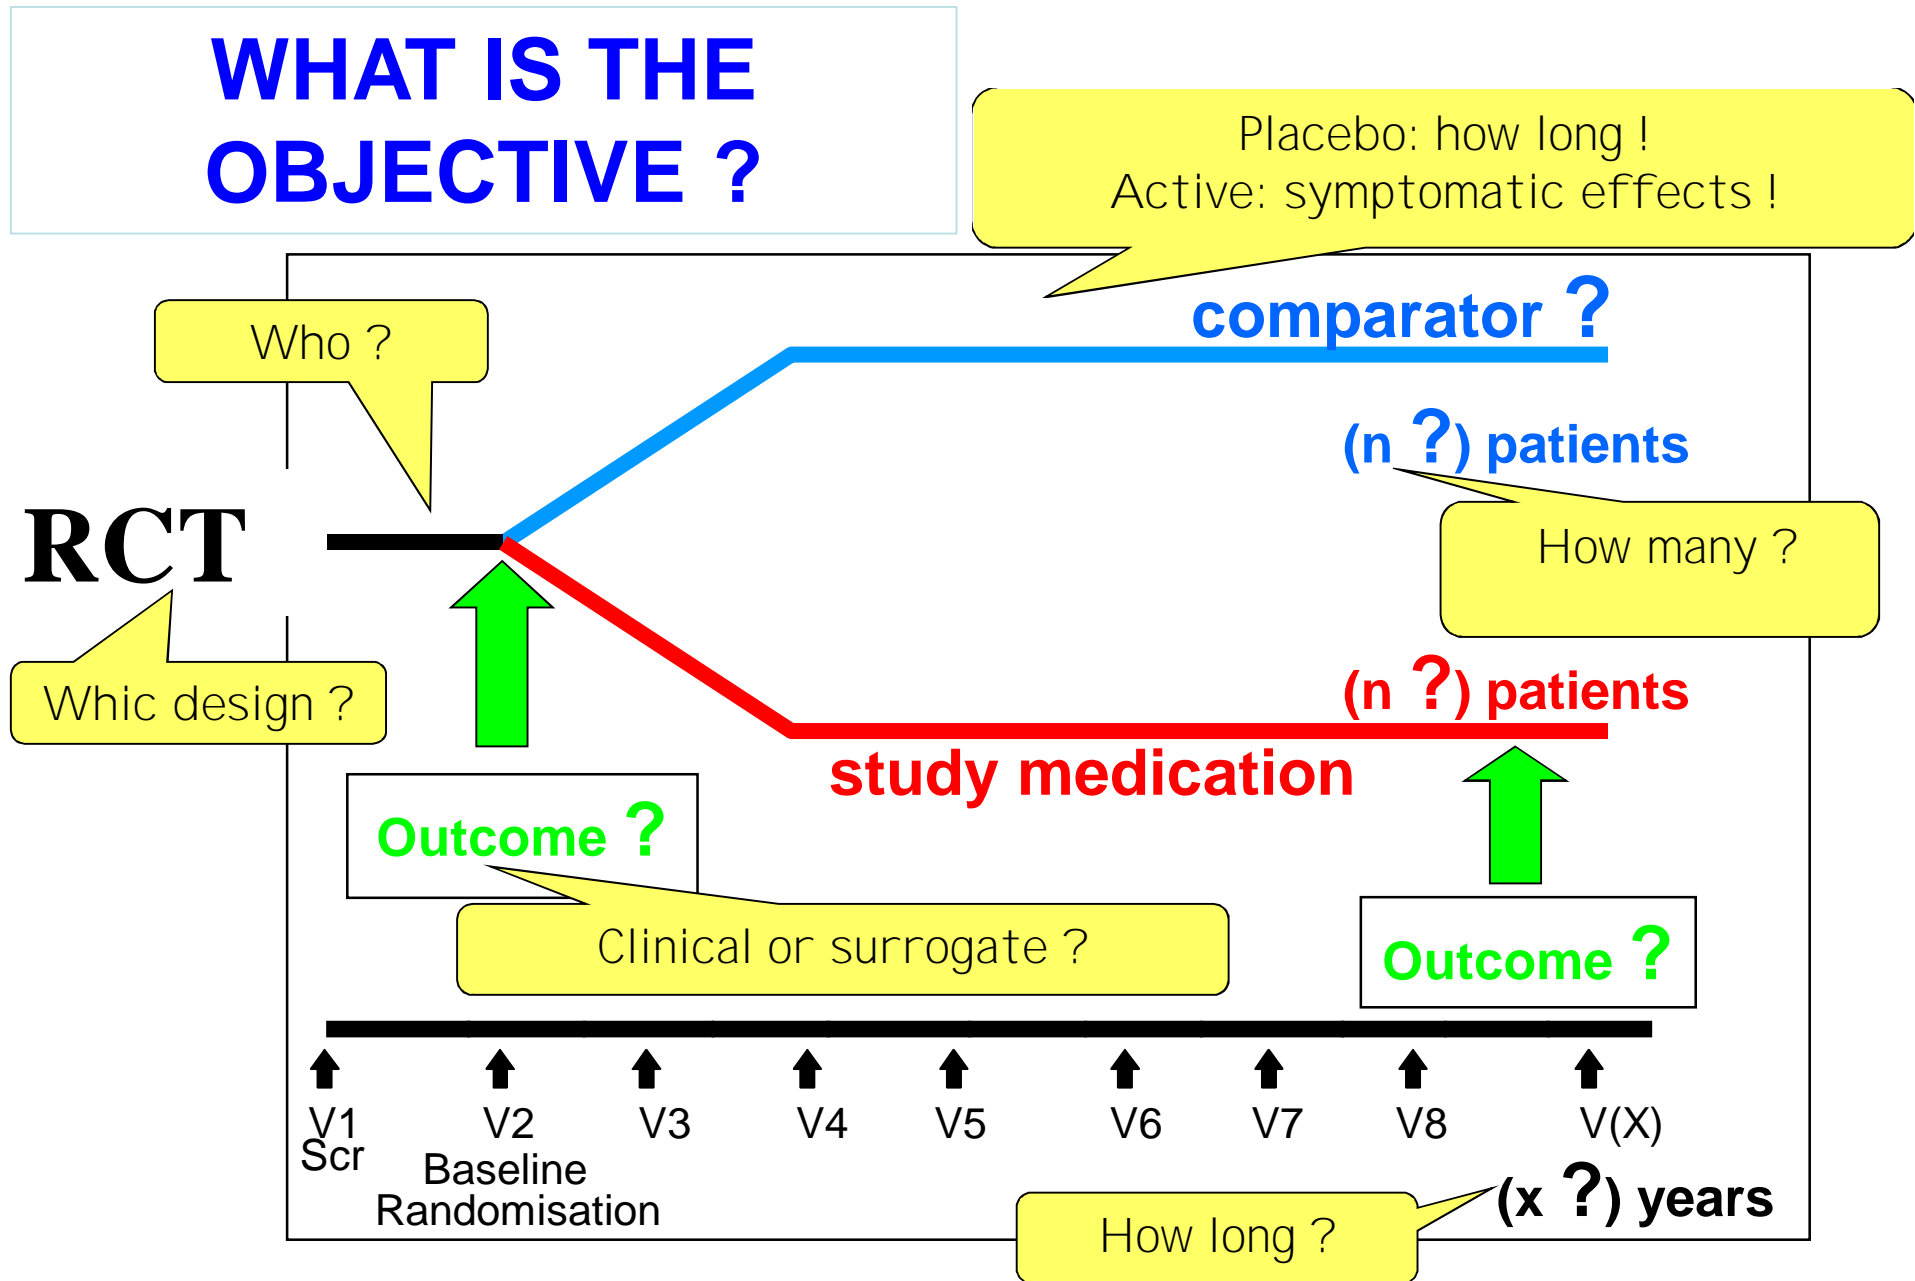 WHAT IS THE
OBJECTIVE ?
Placebo: how long !
Active: symptomatic effects !
Who ?
comparator ?
(n ?) patients
RCT
How many ?
Whic design ?
(n ?) patients
study medication
Outcome ?
Clinical or surrogate ?
Outcome ?
V1 V2 V3 V4 V5 V6 V7 V8 V(X)
Scr
Baseline
Randomisation
(x ?) years
How long ?